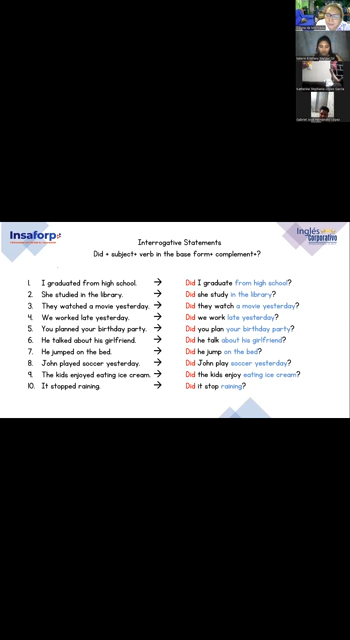 Insaforp
Inglés
Corporativo
Interrogative Statements
Did + subject+ verb in the base form+ complement+?
1. I graduated from high school. → Did I graduate from high school?
2. She studied in the library. → Did she study in the library?
3. They watched a movie yesterday. → Did they watch a movie yesterday?
4. We worked late yesterday. → Did we work late yesterday?
5. You planned your birthday party. → Did you plan your birthday party?
6. He talked about his girlfriend. → Did he talk about his girlfriend?
7. He jumped on the bed. → Did he jump on the bed?
8. John played soccer yesterday. → Did John play soccer yesterday?
9. The kids enjoyed eating ice cream. → Did the kids enjoy eating ice cream?
10. It stopped raining. → Did it stop raining?